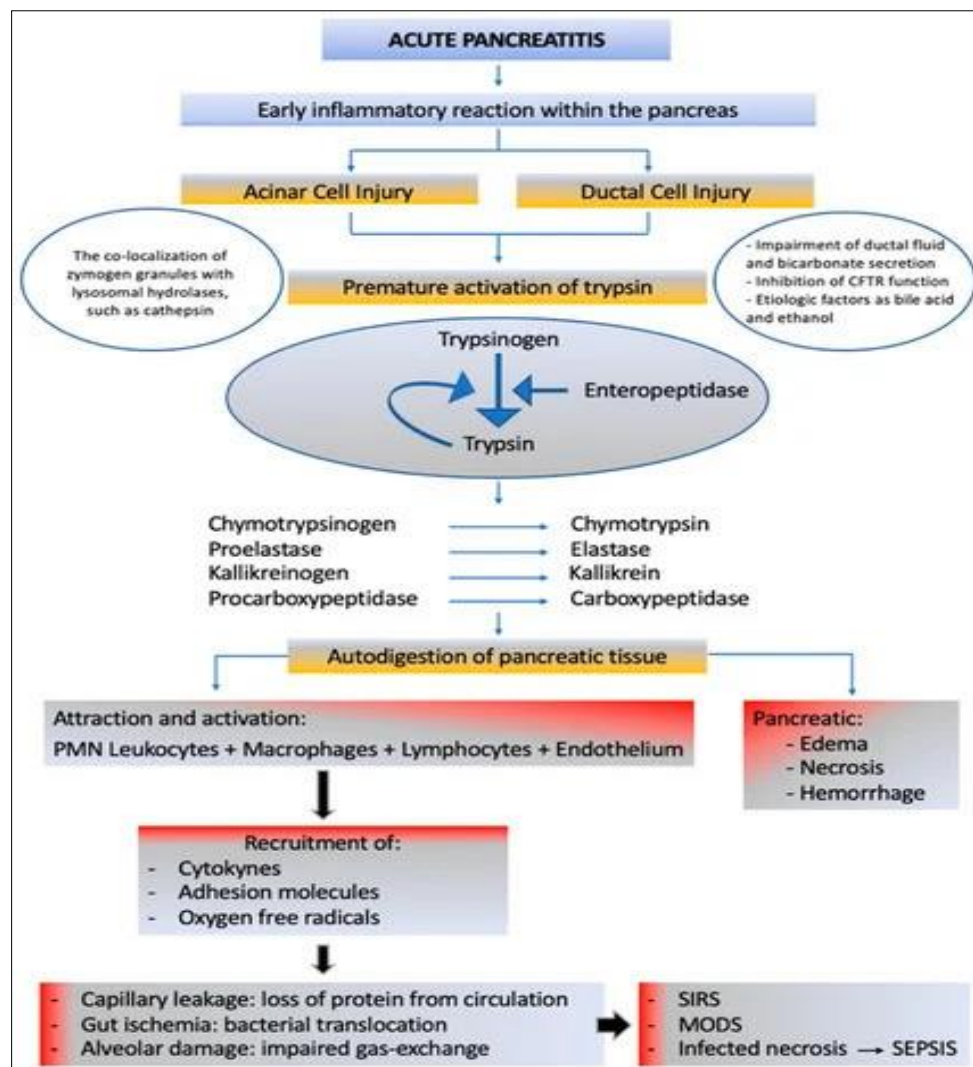 ACUTE PANCREATITIS
Early inflammatory reaction within the pancreas
Acinar Cell Injury
Ductal Cell Injury
The co-localization of
zymogen granules with
lysosomal hydrolases,
such as cathepsin
Premature activation of trypsin
- Impairment of ductal fluid
and bicarbonate secretion
- Inhibition of CFTR function
- Etiologic factors as bile acid
and ethanol
Trypsinogen
Enteropeptidase
Trypsin
Chymotrypsinogen → Chymotrypsin
Proelastase → Elastase
Kallikreinogen → Kallikrein
Procarboxypeptidase → Carboxypeptidase
Autodigestion of pancreatic tissue
Attraction and activation:
PMN Leukocytes + Macrophages + Lymphocytes + Endothelium
Pancreatic:
- Edema
- Necrosis
- Hemorrhage
Recruitment of:
- Cytokynes
- Adhesion molecules
- Oxygen free radicals
- Capillary leakage: loss of protein from circulation
- Gut ischemia: bacterial translocation
- Alveolar damage: impaired gas-exchange
- SIRS
- MODS
- Infected necrosis → SEPSIS